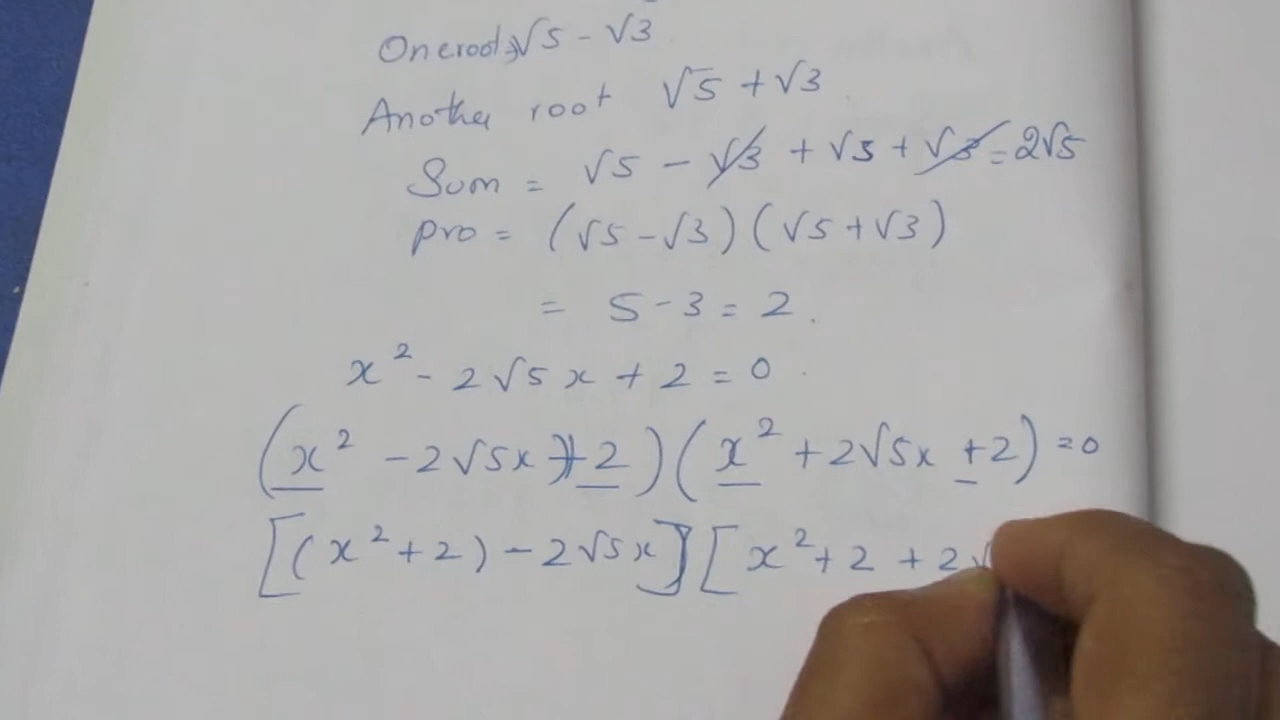 One root √5 - √3
Another root √5 + √3
Sum = √5 - √3 + √5 + √3 = 2√5
pro = (√5 - √3) (√5 + √3)
= 5 - 3 = 2.
x² - 2√5 x + 2 = 0.
(x² - 2√5x + 2) (x² + 2√5x + 2) = 0
[(x² + 2) - 2√5x] [x² + 2 + 2√